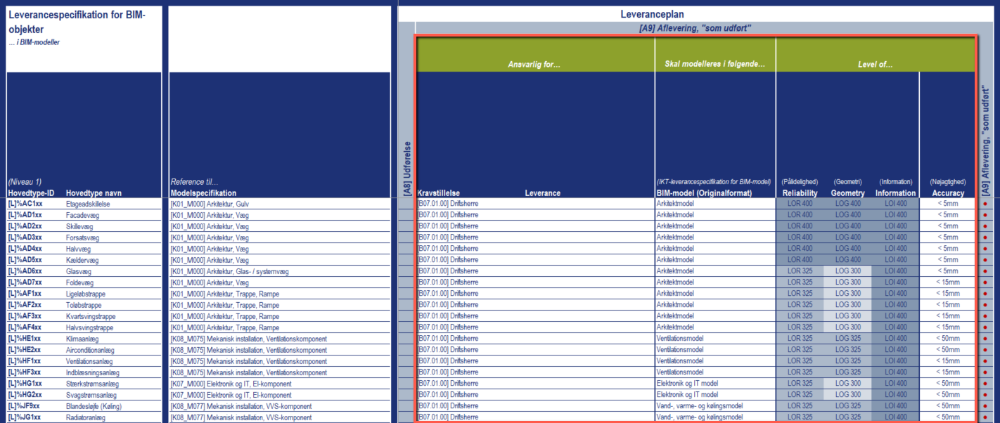 Leverancespecifikation for BIM-
objekter
... i BIM-modeller
Leveranceplan
[A9] Aflevering, "som udført"
Ansvarlig for...
Skal modelleres i følgende...
Level of...
[A8] Udførelse
[A9] Aflevering, "som udført"
(Niveau 1)
Reference til...
(IKT-leverancespecifikation for BIM-model)
(Pålidelighed)
(Geometri)
(Information)
(Nøjagtighed)
Hovedtype-ID Hovedtype navn Modelspecifikation Kravstillelse Leverance BIM-model (Originalformat) Reliability Geometry Information Accuracy
[L]%AC1xx Etageadskillelse [K01_M000] Arkitektur, Gulv [B07.01.00] Driftsherre Arkitektmodel LOR 400 LOG 400 LOI 400 < 5mm
[L]%AD1xx Facadevæg [K01_M000] Arkitektur, Væg [B07.01.00] Driftsherre Arkitektmodel LOR 400 LOG 400 LOI 400 < 5mm
[L]%AD2xx Skillevæg [K01_M000] Arkitektur, Væg [B07.01.00] Driftsherre Arkitektmodel LOR 400 LOG 400 LOI 400 < 5mm
[L]%AD3xx Forsatsvæg [K01_M000] Arkitektur, Væg [B07.01.00] Driftsherre Arkitektmodel LOR 400 LOG 400 LOI 400 < 5mm
[L]%AD4xx Halvvæg [K01_M000] Arkitektur, Væg [B07.01.00] Driftsherre Arkitektmodel LOR 400 LOG 400 LOI 400 < 5mm
[L]%AD5xx Kældervæg [K01_M000] Arkitektur, Væg [B07.01.00] Driftsherre Arkitektmodel LOR 400 LOG 400 LOI 400 < 5mm
[L]%AD6xx Glasvæg [K01_M000] Arkitektur, Glas- / systemvæg [B07.01.00] Driftsherre Arkitektmodel LOR 325 LOG 300 LOI 400 < 5mm
[L]%AD7xx Foldevæg [K01_M000] Arkitektur, Væg [B07.01.00] Driftsherre Arkitektmodel LOR 325 LOG 300 LOI 400 < 15mm
[L]%AF1xx Ligeløbstrappe [K01_M000] Arkitektur, Trappe, Rampe [B07.01.00] Driftsherre Arkitektmodel LOR 325 LOG 300 LOI 400 < 15mm
[L]%AF2xx Toløbstrappe [K01_M000] Arkitektur, Trappe, Rampe [B07.01.00] Driftsherre Arkitektmodel LOR 325 LOG 300 LOI 400 < 15mm
[L]%AF3xx Kvartsvingstrappe [K01_M000] Arkitektur, Trappe, Rampe [B07.01.00] Driftsherre Arkitektmodel LOR 325 LOG 300 LOI 400 < 15mm
[L]%AF4xx Halvsvingstrappe [K01_M000] Arkitektur, Trappe, Rampe [B07.01.00] Driftsherre Arkitektmodel LOR 325 LOG 300 LOI 400 < 15mm
[L]%HE1xx Klimaanlæg [K08_M075] Mekanisk installation, Ventilationskomponent [B07.01.00] Driftsherre Ventilationsmodel LOR 325 LOG 325 LOI 400 < 50mm
[L]%HE2xx Airconditionanlæg [K08_M075] Mekanisk installation, Ventilationskomponent [B07.01.00] Driftsherre Ventilationsmodel LOR 325 LOG 325 LOI 400 < 50mm
[L]%HF1xx Ventilationsanlæg [K08_M075] Mekanisk installation, Ventilationskomponent [B07.01.00] Driftsherre Ventilationsmodel LOR 325 LOG 325 LOI 400 < 15mm
[L]%HF3xx Indblæsningsanlæg [K08_M075] Mekanisk installation, Ventilationskomponent [B07.01.00] Driftsherre Ventilationsmodel LOR 325 LOG 325 LOI 400 < 15mm
[L]%HG1xx Stærkstrømsanlæg [K07_M000] Elektronik og IT, El-komponent [B07.01.00] Driftsherre Elektronik og IT model LOR 325 LOG 300 LOI 400 < 50mm
[L]%HG2xx Svagstrømsanlæg [K07_M000] Elektronik og IT, El-komponent [B07.01.00] Driftsherre Elektronik og IT model LOR 325 LOG 300 LOI 400 < 50mm
[L]%JF9xx Blandesløjfe (Køling) [K08_M077] Mekanisk installation, VVS-komponent [B07.01.00] Driftsherre Vand-, varme- og kølingsmodel LOR 325 LOG 325 LOI 400 < 50mm
[L]%JG1xx Radiatoranlæg [K08_M077] Mekanisk installation, VVS-komponent [B07.01.00] Driftsherre Vand-, varme- og kølingsmodel LOR 325 LOG 325 LOI 400 < 50mm